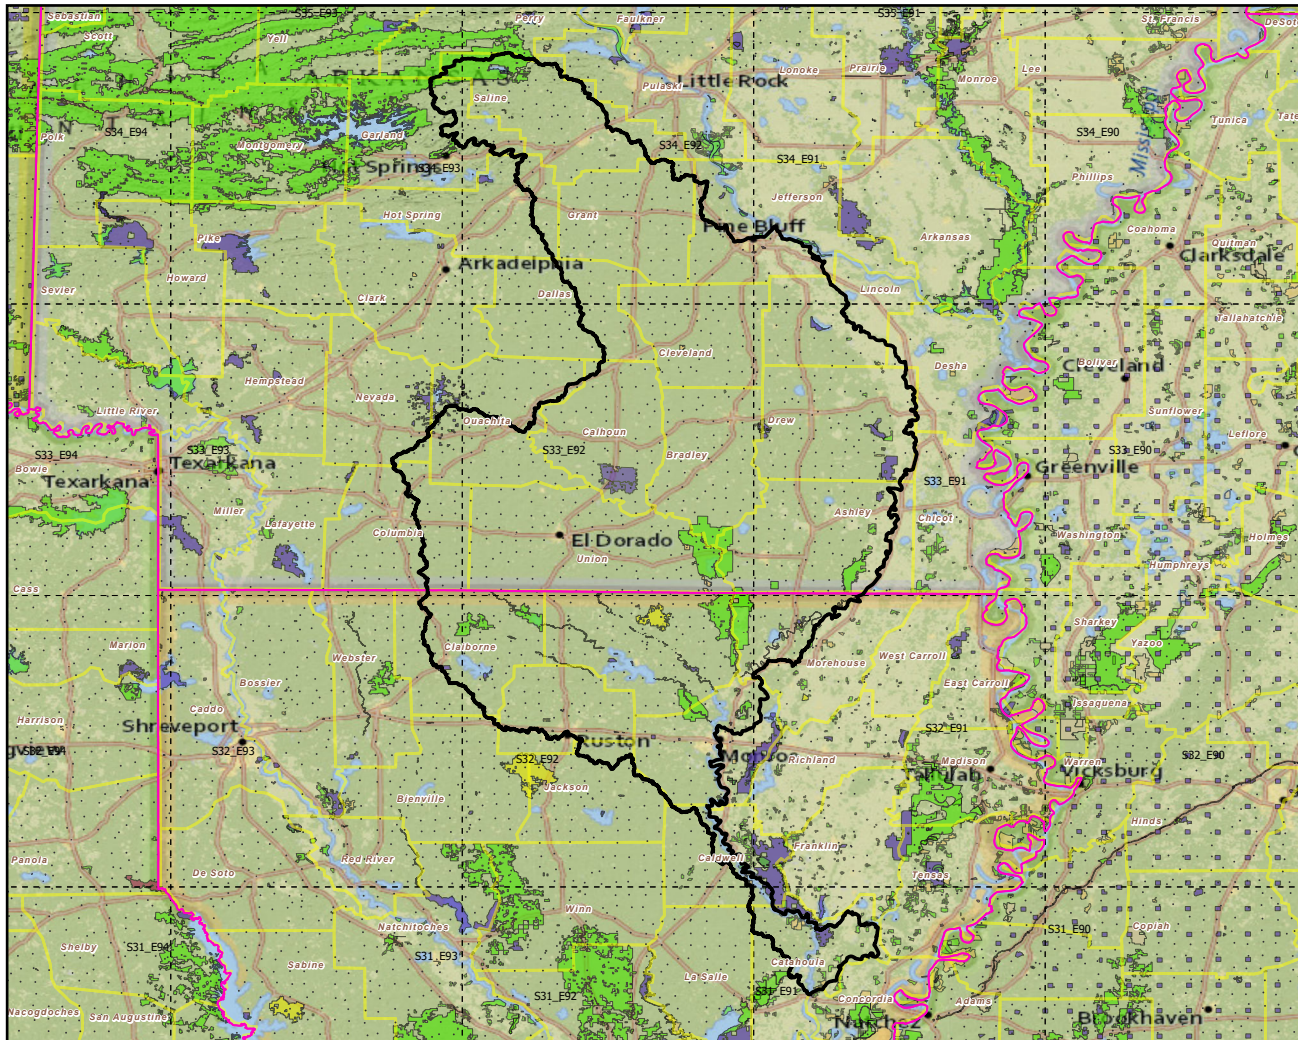 Sebastian
S35_E93
Perry
Faulkner
S35_E91
St. Francis
DeSoto
Scott
Yell
ARKANSAS
Little Rock
Lonoke
Prairie
Monroe
Lee
Pulaski
Saline
Tunica
Tate
Polk
S34_E94
Garland
Montgomery
S34_E92
S34_E91
S34_E90
Mississippi
Springs
S34_E93
Phillips
Jefferson
Hot Spring
Grant
Pine Bluff
Coahoma
Quitman
Pike
Arkansas
Clarksdale
Arkadelphia
Howard
Sevier
Clark
Dallas
Lincoln
Tallahatchie
Cleveland
Desha
Bolivar
Cleveland
Hempstead
Nevada
Little River
Ouachita
Calhoun
Drew
Sunflower
Leflore
S33_E94
S33_E93
S33_E92
Bradley
S33_E90
Bowie
Texarkana
Greenville
Texarkana
S33_E91
Miller
Lafayette
Columbia
Ashley
Chicot
El Dorado
Union
Washington
Holmes
Humphreys
Cass
Marion
Webster
Claiborne
Morehouse
West Carroll
Sharkey
Yazoo
Bossier
East Carroll
Issaquena
Harrison
Caddo
Shreveport
S32_E94
S32_E93
Ruston
S32_E92
Monroe
Richland
S32_E91
Madison
Tallulah
Warren
Vicksburg
S32_E90
Jackson
Bienville
Hinds
Panola
Red River
Caldwell
Franklin
De Soto
Tensas
Winn
Natchitoches
Copiah
S31_E90
Shelby
S31_E94
S31_E93
Sabine
La Salle
Catahoula
S31_E92
S31_E91
Concordia
Adams
Nacogdoches
San Augustine
Natchez
Brookhaven